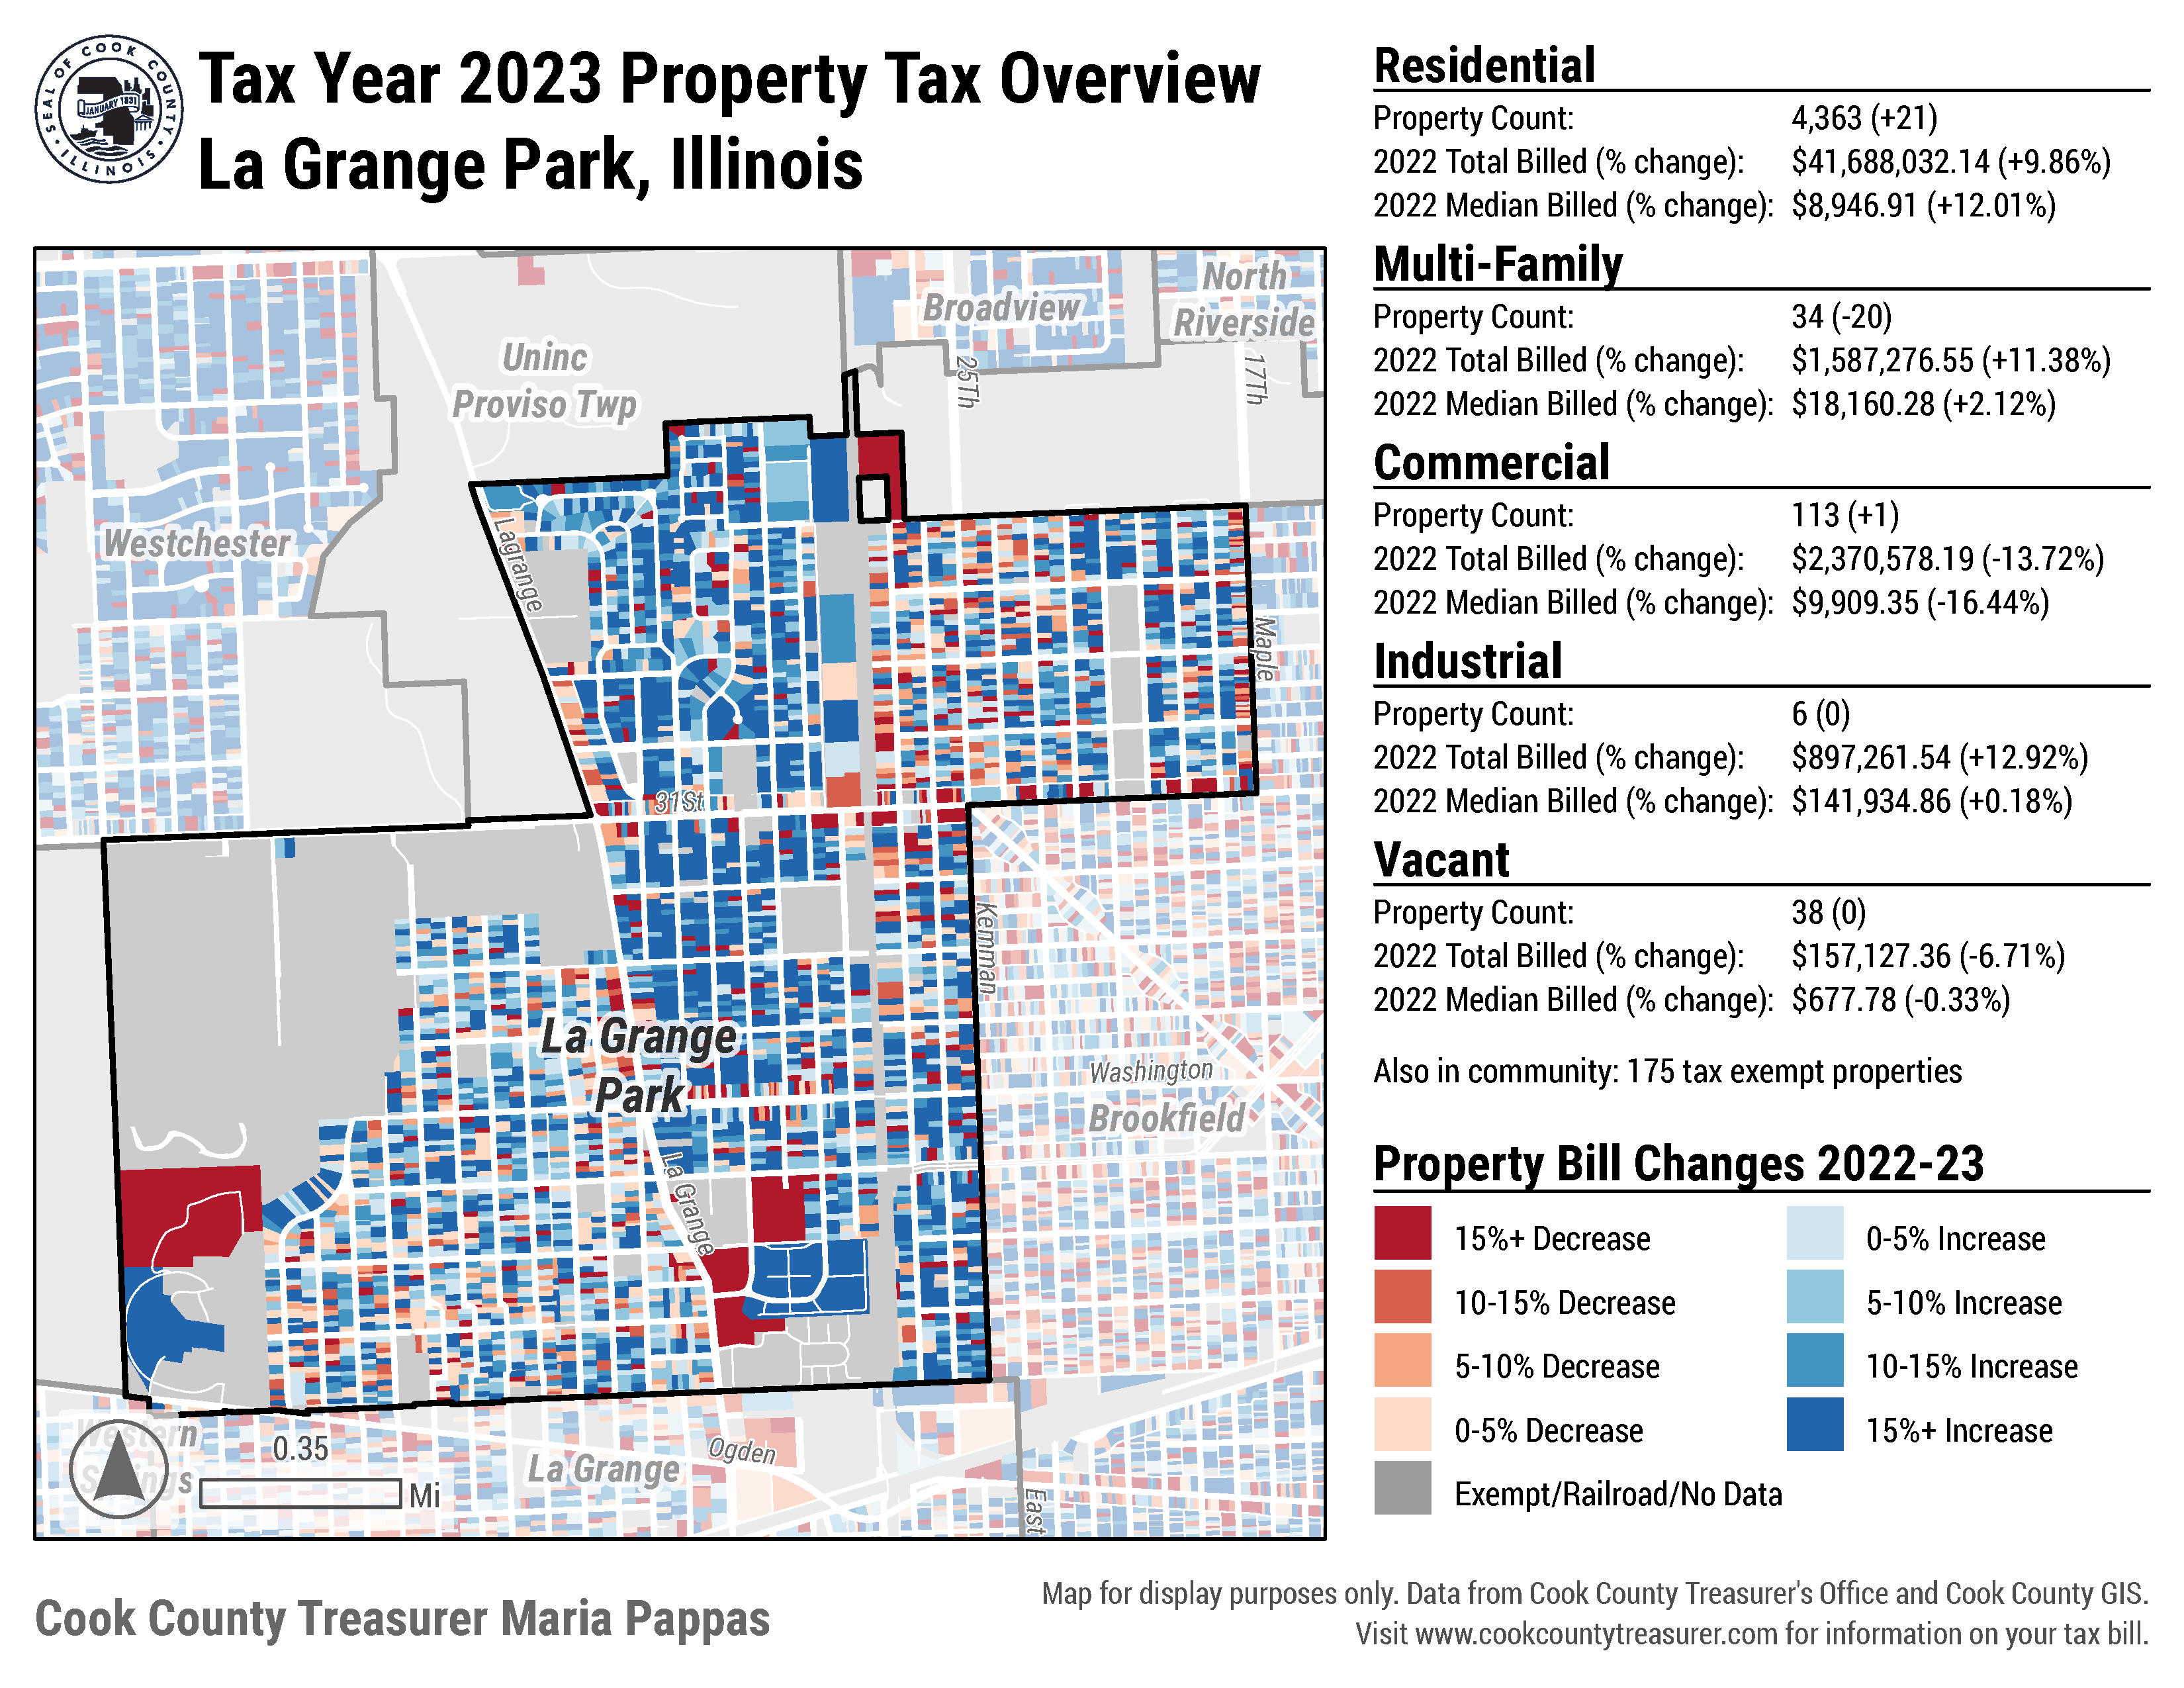 SEAL OF COOK COUNTY
JANUARY 1831
• ILLINOIS •
Tax Year 2023 Property Tax Overview
La Grange Park, Illinois
Residential
Property Count: 4,363 (+21)
2022 Total Billed (% change): $41,688,032.14 (+9.86%)
2022 Median Billed (% change): $8,946.91 (+12.01%)
Multi-Family
Property Count: 34 (-20)
2022 Total Billed (% change): $1,587,276.55 (+11.38%)
2022 Median Billed (% change): $18,160.28 (+2.12%)
Commercial
Property Count: 113 (+1)
2022 Total Billed (% change): $2,370,578.19 (-13.72%)
2022 Median Billed (% change): $9,909.35 (-16.44%)
Industrial
Property Count: 6 (0)
2022 Total Billed (% change): $897,261.54 (+12.92%)
2022 Median Billed (% change): $141,934.86 (+0.18%)
Vacant
Property Count: 38 (0)
2022 Total Billed (% change): $157,127.36 (-6.71%)
2022 Median Billed (% change): $677.78 (-0.33%)
Also in community: 175 tax exempt properties
Property Bill Changes 2022-23
15%+ Decrease
10-15% Decrease
5-10% Decrease
0-5% Decrease
Exempt/Railroad/No Data
0-5% Increase
5-10% Increase
10-15% Increase
15%+ Increase
North
Riverside
Broadview
Uninc
Proviso Twp
25Th
17Th
Westchester
Lagrange
Maple
31St
Kemman
La Grange
Park
Washington
Brookfield
La Grange
Western
Springs
0.35
Mi
La Grange
Ogden
East
Cook County Treasurer Maria Pappas
Map for display purposes only. Data from Cook County Treasurer's Office and Cook County GIS.
Visit www.cookcountytreasurer.com for information on your tax bill.